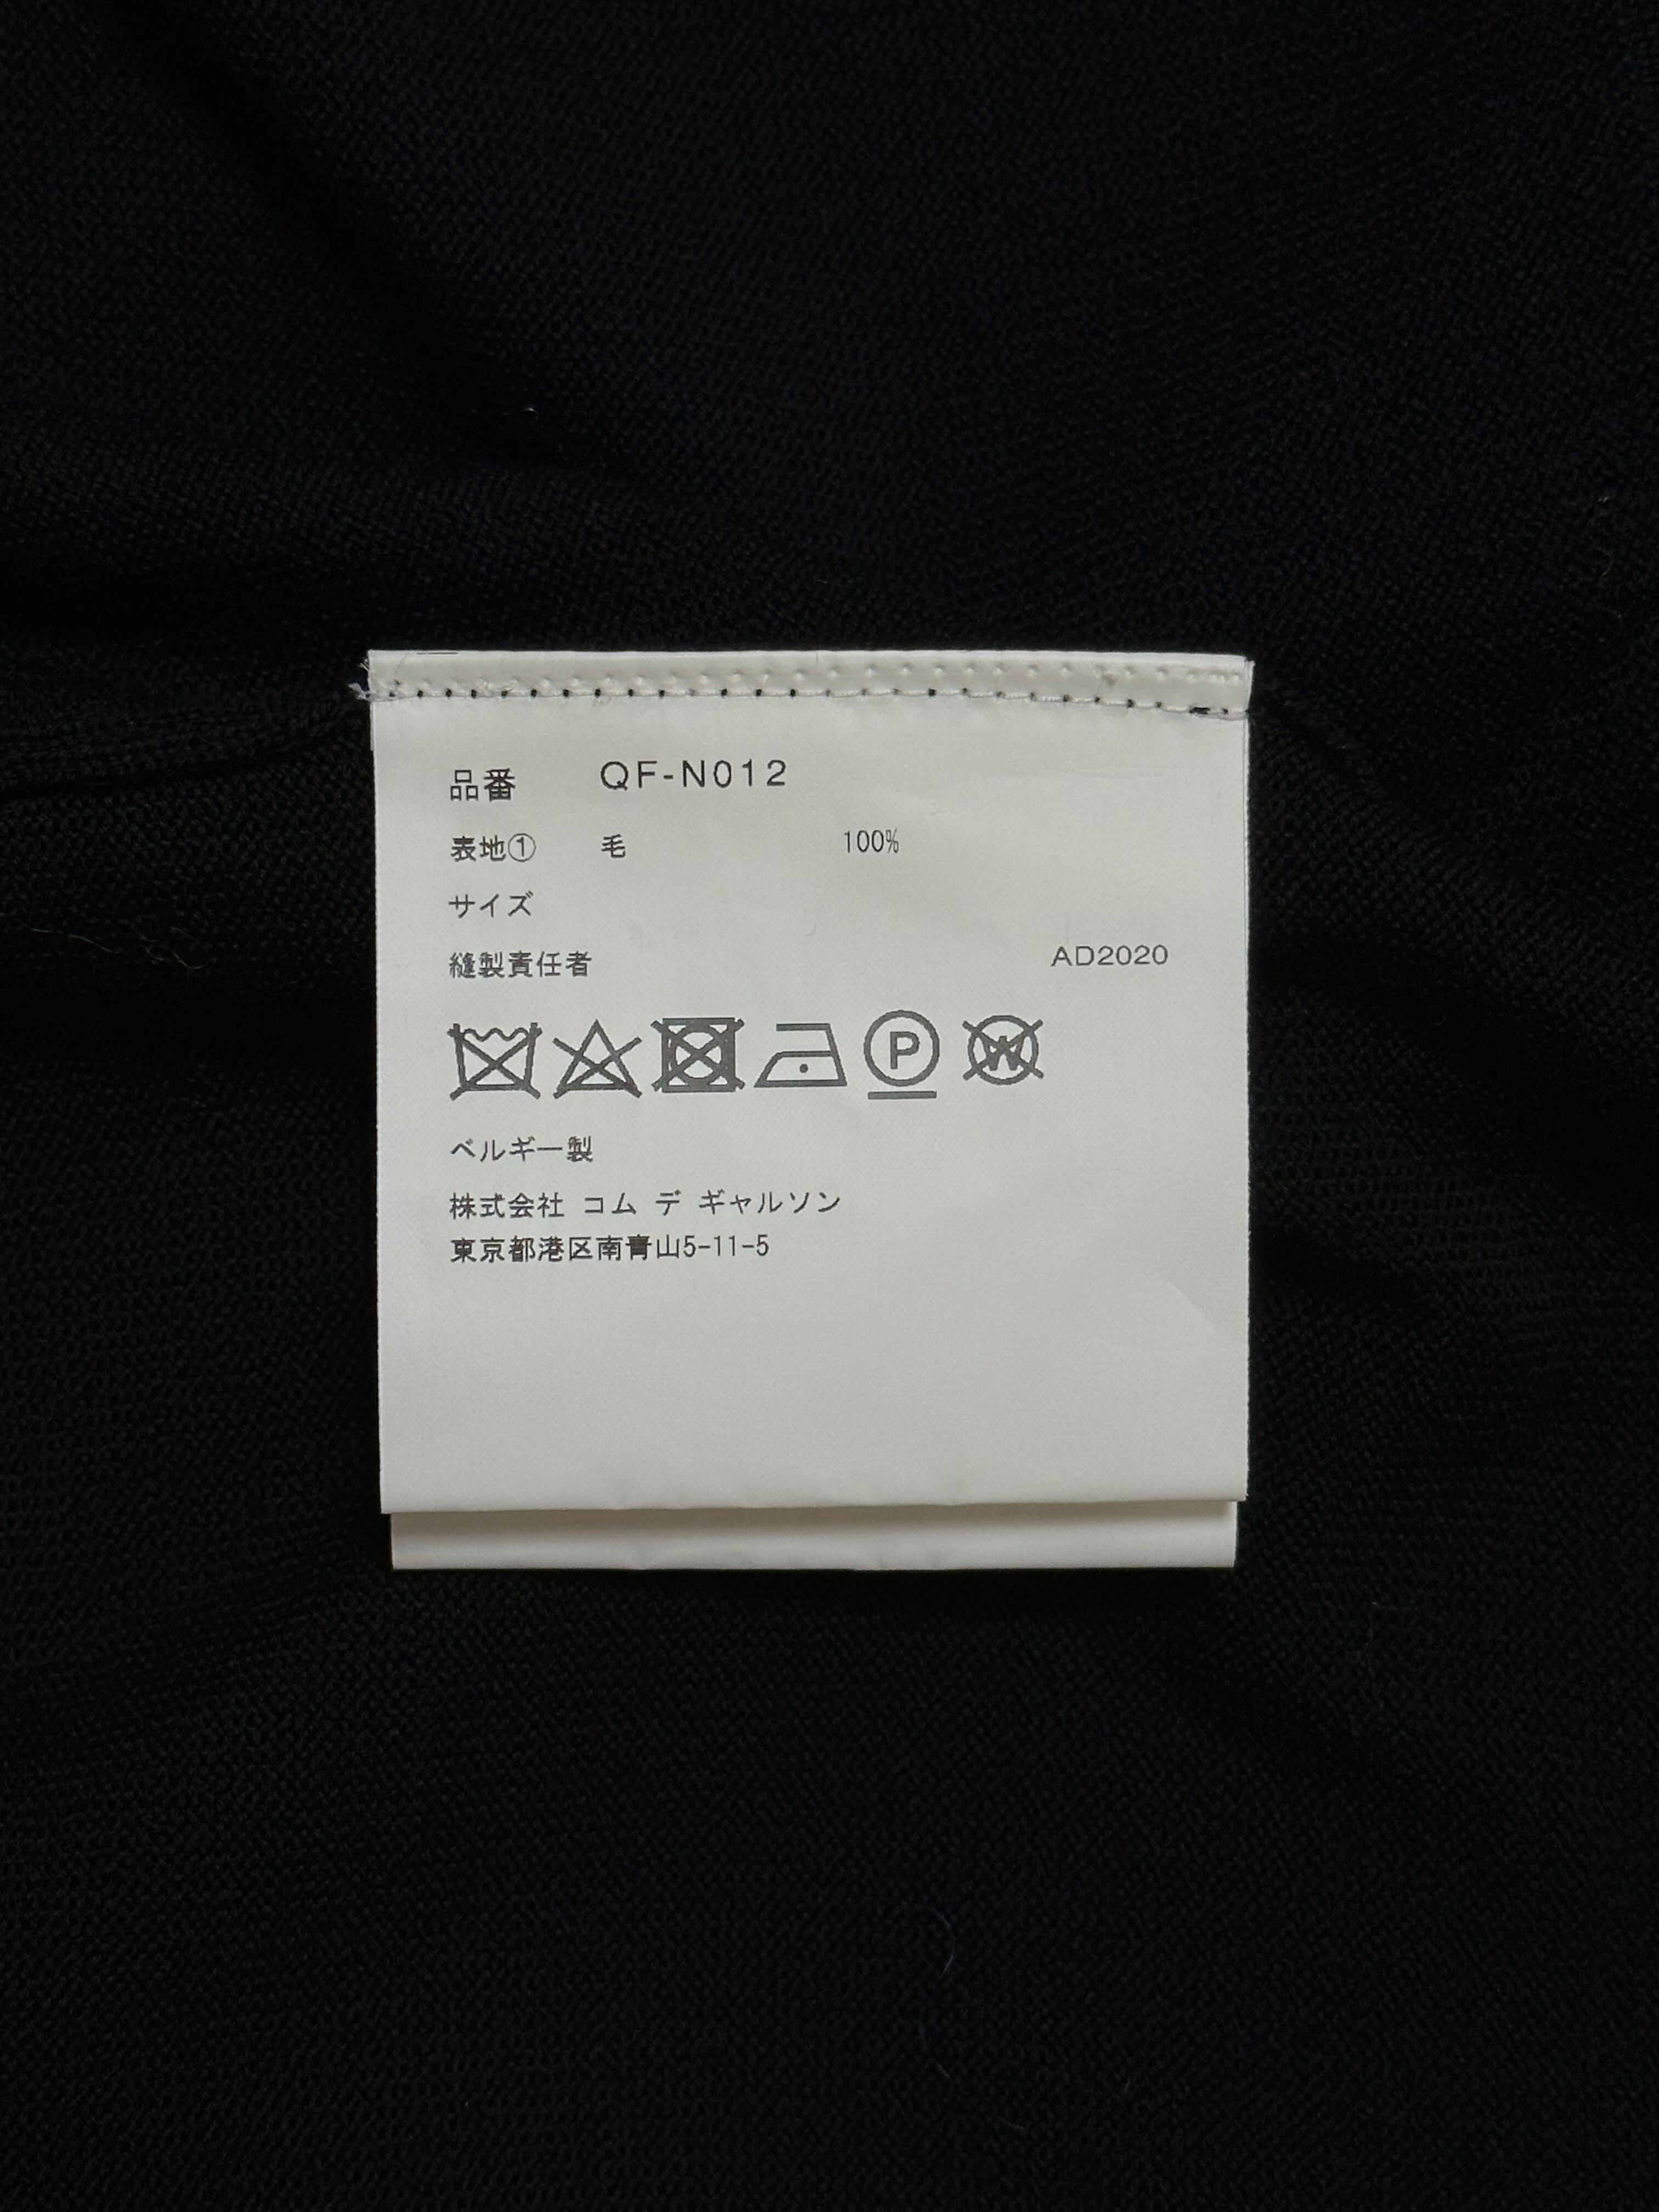 品番 QF-N012
表地① 毛 100%
サイズ
縫製責任者 AD2020
P W
ベルギー製
株式会社 コム デ ギャルソン
東京都港区南青山5-11-5